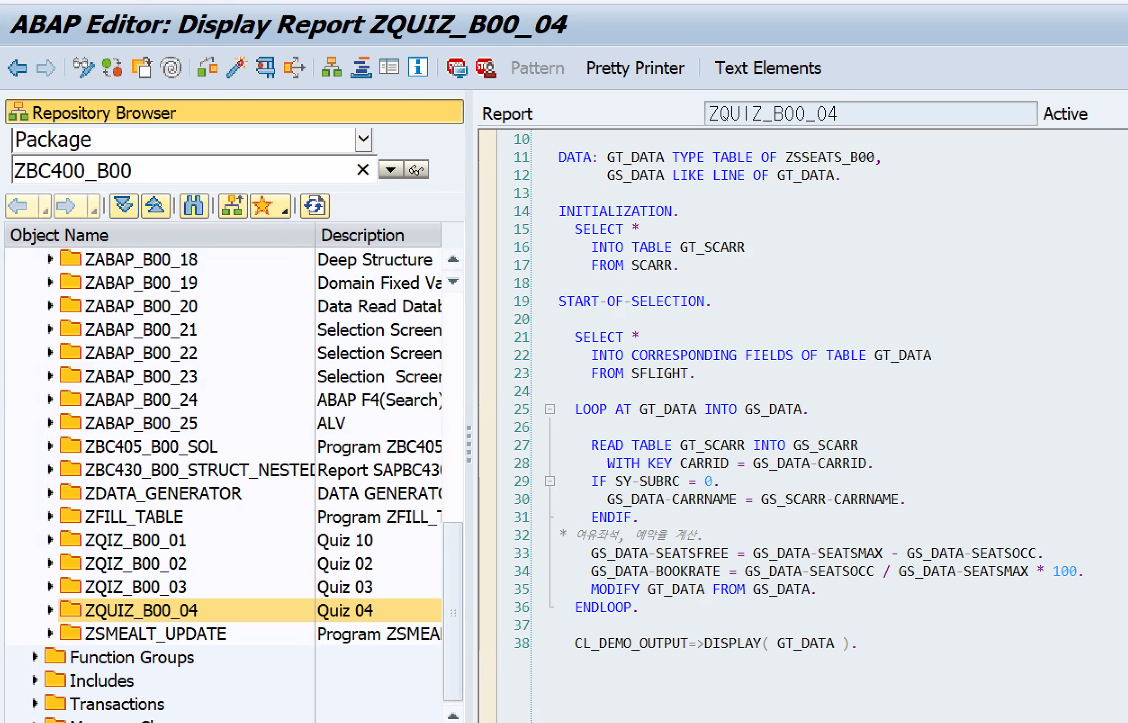 ABAP Editor: Display Report ZQUIZ_B00_04
Pattern Pretty Printer Text Elements
Repository Browser
Package
ZBC400_B00
Object Name Description
ZABAP_B00_18 Deep Structure
ZABAP_B00_19 Domain Fixed Va
ZABAP_B00_20 Data Read Datab
ZABAP_B00_21 Selection Screen
ZABAP_B00_22 Selection Screen
ZABAP_B00_23 Selection Screer
ZABAP_B00_24 ABAP F4(Search)
ZABAP_B00_25 ALV
ZBC405_B00_SOL Program ZBC405
ZBC430_B00_STRUCT_NESTED Report SAPBC430
ZDATA_GENERATOR DATA GENERATO
ZFILL_TABLE Program ZFILL_T
ZQIZ_B00_01 Quiz 10
ZQIZ_B00_02 Quiz 02
ZQIZ_B00_03 Quiz 03
ZQUIZ_B00_04 Quiz 04
ZSMEALT_UPDATE Program ZSMEAL
Function Groups
Includes
Transactions
Report ZQUIZ_B00_04 Active
10
11 DATA: GT_DATA TYPE TABLE OF ZSSEATS_B00,
12 GS_DATA LIKE LINE OF GT_DATA.
13
14 INITIALIZATION.
15 SELECT *
16 INTO TABLE GT_SCARR
17 FROM SCARR.
18
19 START-OF-SELECTION.
20
21 SELECT *
22 INTO CORRESPONDING FIELDS OF TABLE GT_DATA
23 FROM SFLIGHT.
24
25 LOOP AT GT_DATA INTO GS_DATA.
26
27 READ TABLE GT_SCARR INTO GS_SCARR
28 WITH KEY CARRID = GS_DATA-CARRID.
29 IF SY-SUBRC = 0.
30 GS_DATA-CARRNAME = GS_SCARR-CARRNAME.
31 ENDIF.
32 * 여유좌석, 예약율 계산.
33 GS_DATA-SEATSFREE = GS_DATA-SEATSMAX - GS_DATA-SEATSOCC.
34 GS_DATA-BOOKRATE = GS_DATA-SEATSOCC / GS_DATA-SEATSMAX * 100.
35 MODIFY GT_DATA FROM GS_DATA.
36 ENDLOOP.
37
38 CL_DEMO_OUTPUT=>DISPLAY( GT_DATA ).